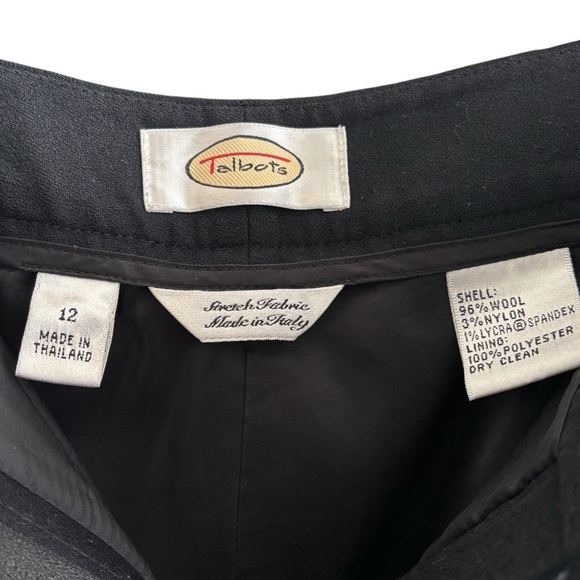 Talbots
12
MADE IN
THAILAND
Stretch Fabric
Made in Italy
SHELL:
96% WOOL
3% NYLON
1% LYCRA® SPANDEX
LINING:
100% POLYESTER
DRY CLEAN